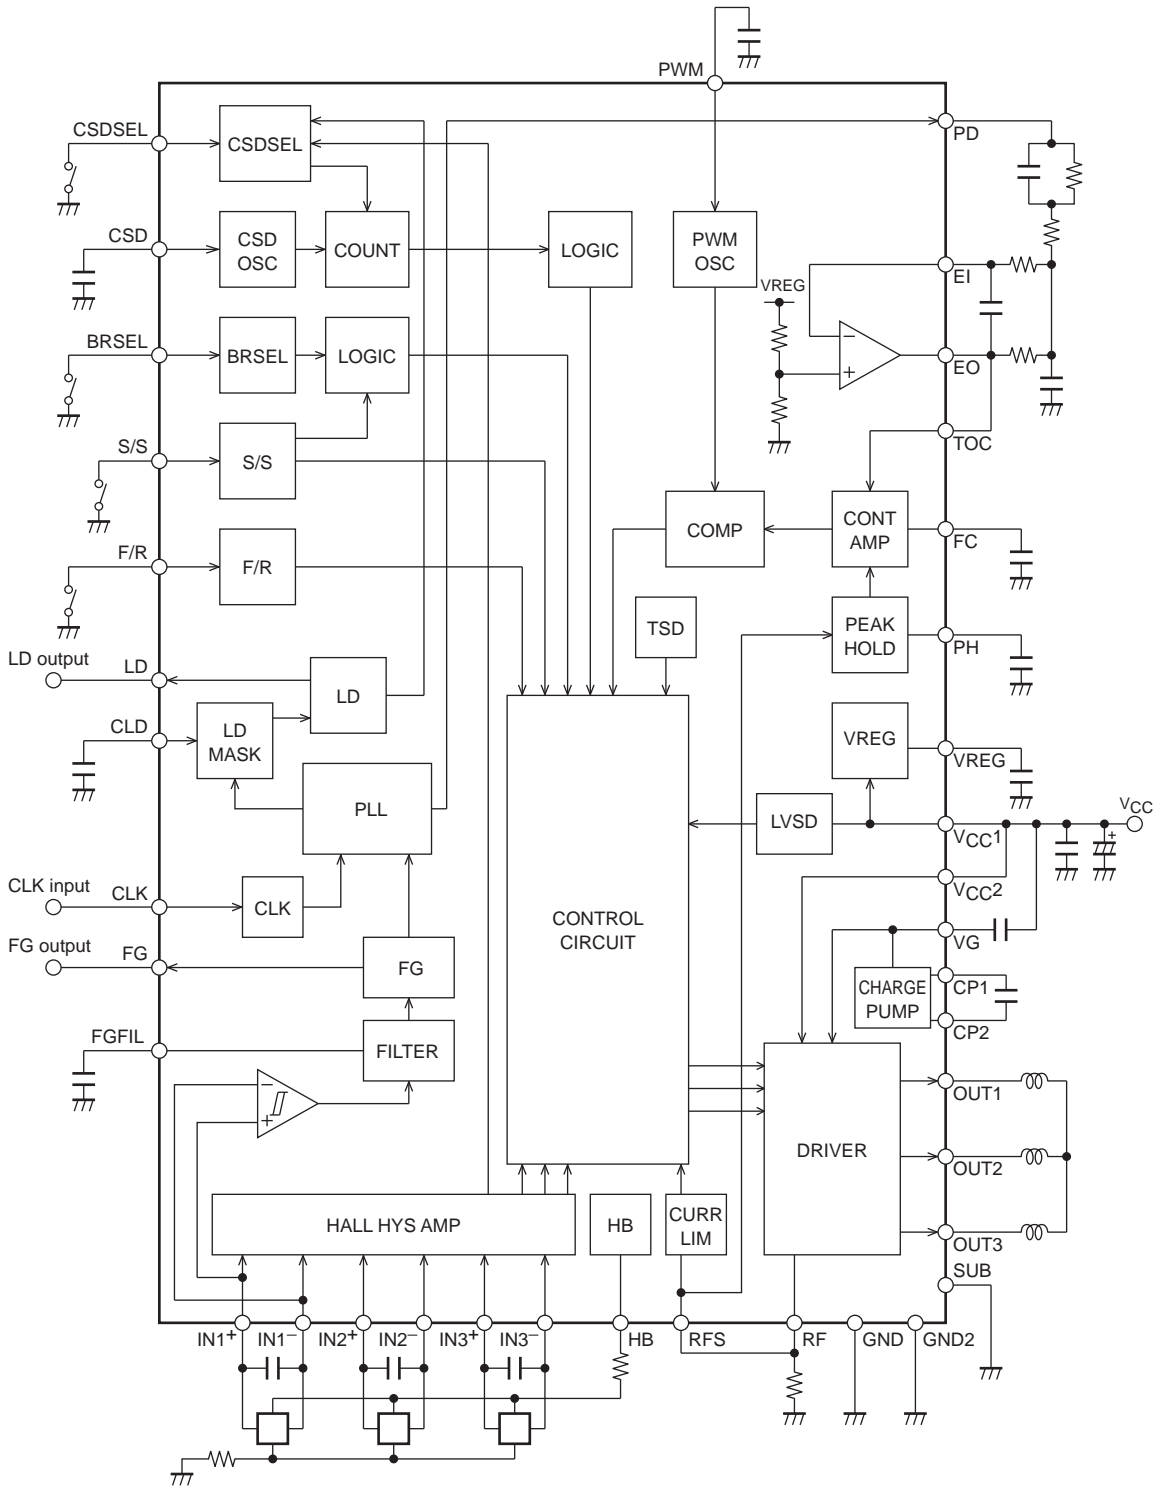 PWM
CSDSEL
CSDSEL
PD
CSD
CSD
OSC
COUNT
LOGIC
PWM
OSC
EI
VREG
BRSEL
BRSEL
LOGIC
−
+
EO
S/S
S/S
TOC
F/R
F/R
COMP
CONT
AMP
FC
TSD
PEAK
HOLD
PH
LD output
LD
LD
CLD
LD
MASK
VREG
VREG
PLL
LVSD
VCC1
VCC
+
CLK input
CLK
CLK
VCC2
CONTROL
CIRCUIT
FG output
FG
FG
VG
CHARGE
PUMP
CP1
CP2
FGFIL
FILTER
−
+
OUT1
DRIVER
OUT2
OUT3
HALL HYS AMP
HB
CURR
LIM
SUB
IN1+
IN1−
IN2+
IN2−
IN3+
IN3−
HB
RFS
RF
GND
GND2